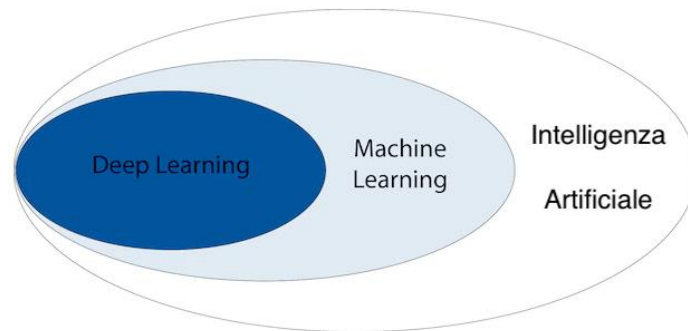 Deep Learning
Machine
Learning
Intelligenza
Artificiale